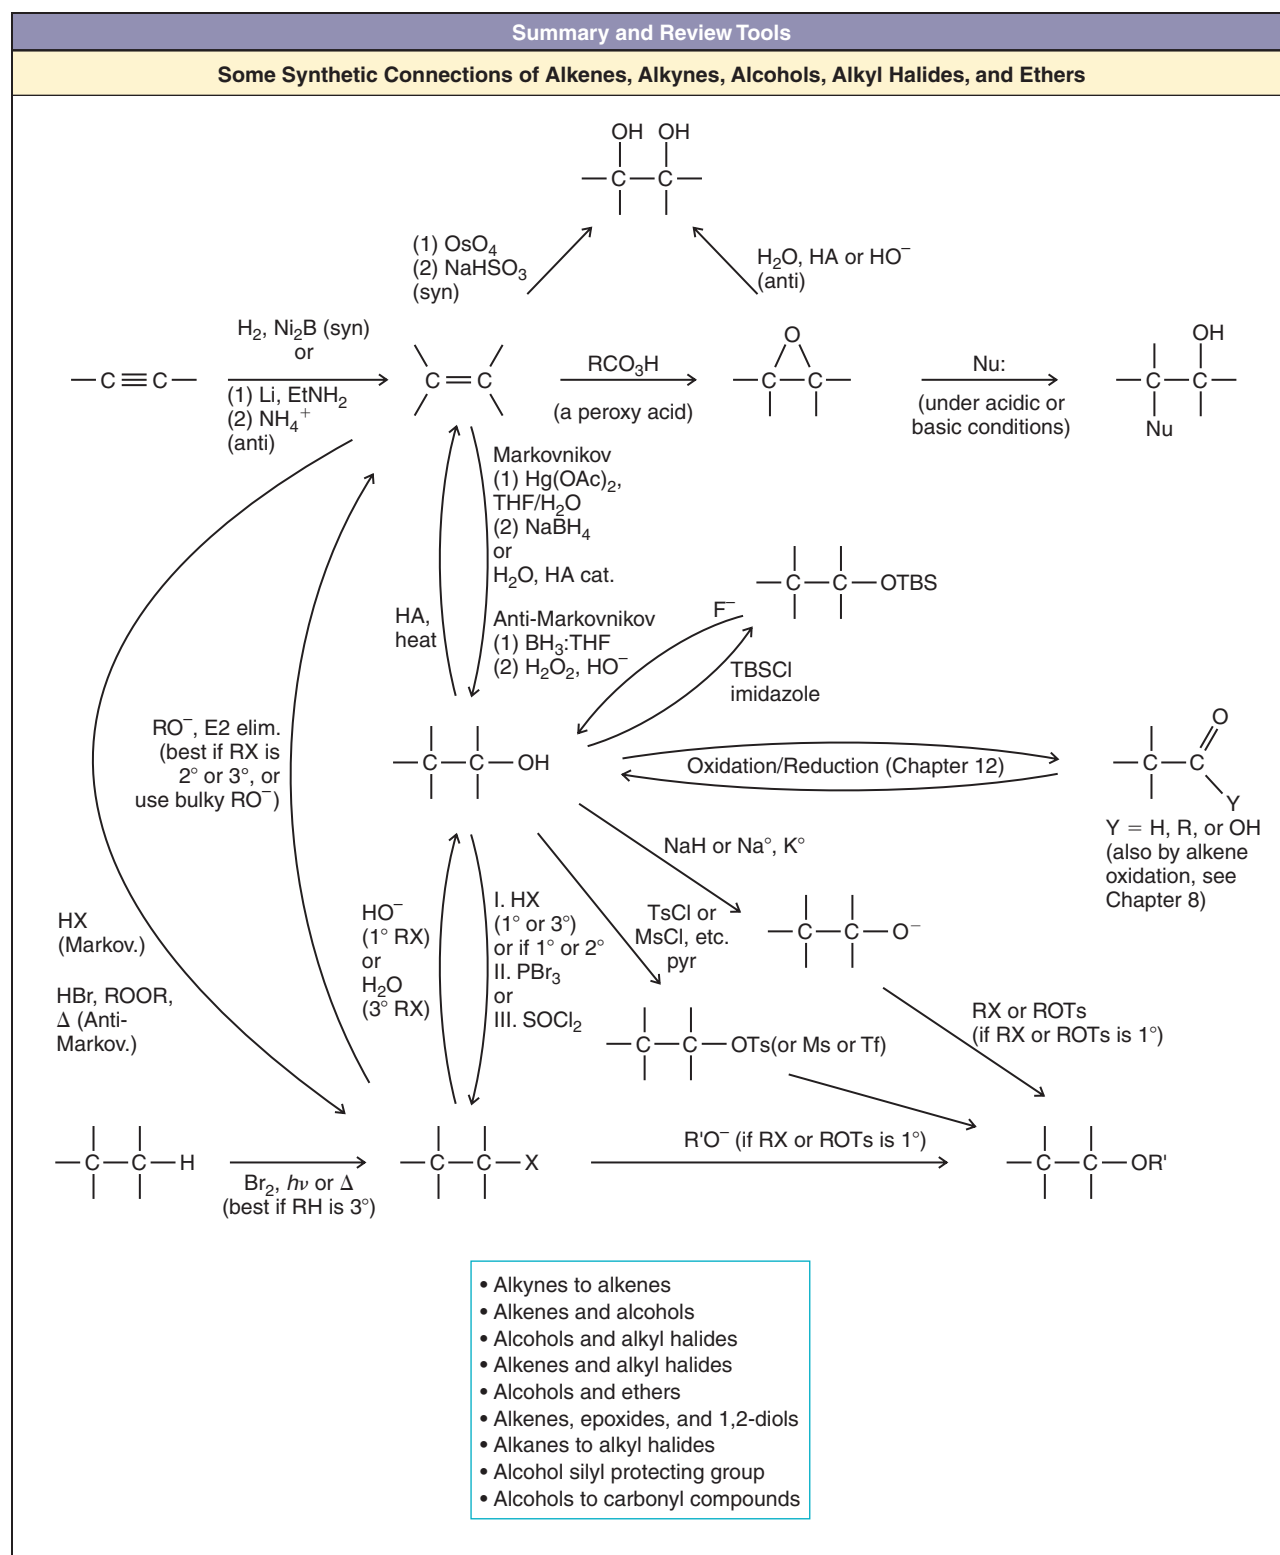 Summary and Review Tools
Some Synthetic Connections of Alkenes, Alkynes, Alcohols, Alkyl Halides, and Ethers
OH OH
C C
(1) OsO₄
(2) NaHSO₃
(syn)
H₂O, HA or HO⁻
(anti)
H₂, Ni₂B (syn)
or
(1) Li, EtNH₂
(2) NH₄⁺
(anti)
C≡C
C=C
RCO₃H
(a peroxy acid)
O
C C
Nu:
(under acidic or
basic conditions)
OH
C C
Nu
Markovnikov
(1) Hg(OAc)₂,
THF/H₂O
(2) NaBH₄
or
H₂O, HA cat.
Anti-Markovnikov
(1) BH₃:THF
(2) H₂O₂, HO⁻
HA,
heat
F⁻
C C OTBS
TBSCl
imidazole
RO⁻, E2 elim.
(best if RX is
2° or 3°, or
use bulky RO⁻)
C C OH
Oxidation/Reduction (Chapter 12)
O
C C
Y
Y = H, R, or OH
(also by alkene
oxidation, see
Chapter 8)
NaH or Na°, K°
TsCl or
MsCl, etc.
pyr
C C O⁻
HX
(Markov.)
HBr, ROOR,
Δ (Anti-
Markov.)
HO⁻
(1° RX)
or
H₂O
(3° RX)
I. HX
(1° or 3°)
or if 1° or 2°
II. PBr₃
or
III. SOCl₂
C C OTs(or Ms or Tf)
RX or ROTs
(if RX or ROTs is 1°)
C C H
Br₂, hν or Δ
(best if RH is 3°)
C C X
R'O⁻ (if RX or ROTs is 1°)
C C OR'
• Alkynes to alkenes
• Alkenes and alcohols
• Alcohols and alkyl halides
• Alkenes and alkyl halides
• Alcohols and ethers
• Alkenes, epoxides, and 1,2-diols
• Alkanes to alkyl halides
• Alcohol silyl protecting group
• Alcohols to carbonyl compounds